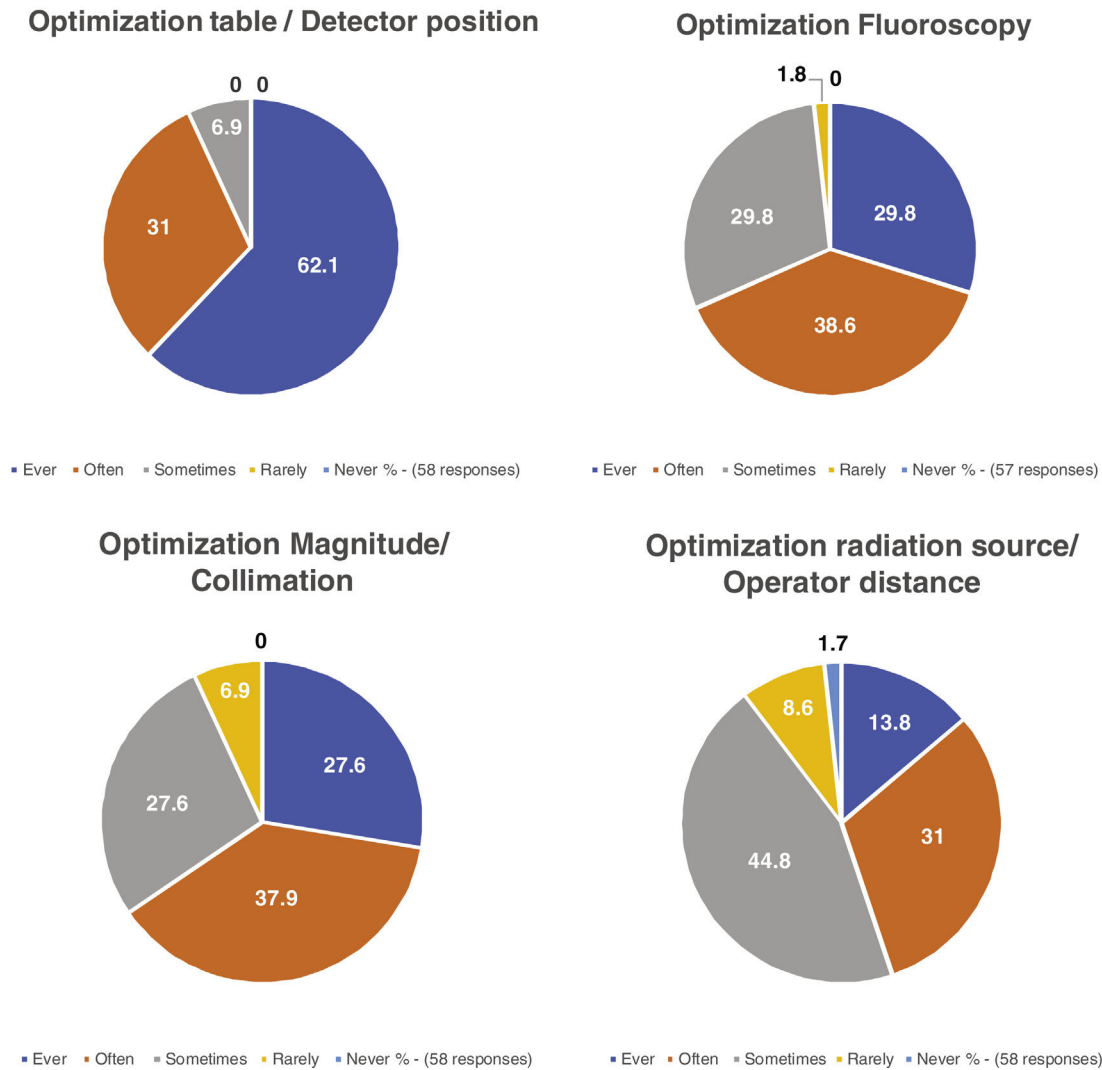 Optimization table / Detector position
0 0
6.9
31
62.1
Ever Often Sometimes Rarely Never % - (58 responses)
Optimization Fluoroscopy
1.8 0
29.8
29.8
38.6
Ever Often Sometimes Rarely Never % - (57 responses)
Optimization Magnitude/
Collimation
0
6.9
27.6
27.6
37.9
Ever Often Sometimes Rarely Never % - (58 responses)
Optimization radiation source/
Operator distance
1.7
8.6
13.8
31
44.8
Ever Often Sometimes Rarely Never % - (58 responses)